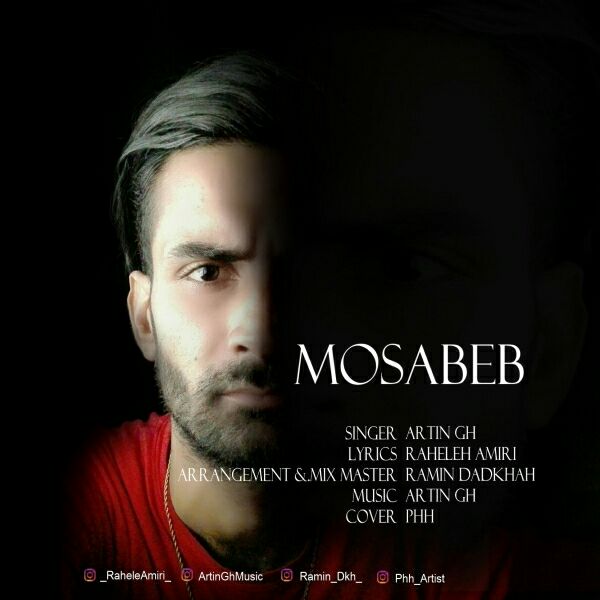 MOSABEB
SINGER ARTIN GH
LYRICS RAHELEH AMIRI
ARRANGEMENT &.MIX MASTER RAMIN DADKHAH
MUSIC ARTIN GH
COVER PHH
_RaheleAmiri_ ArtinGhMusic Ramin_Dkh_ Phh_Artist